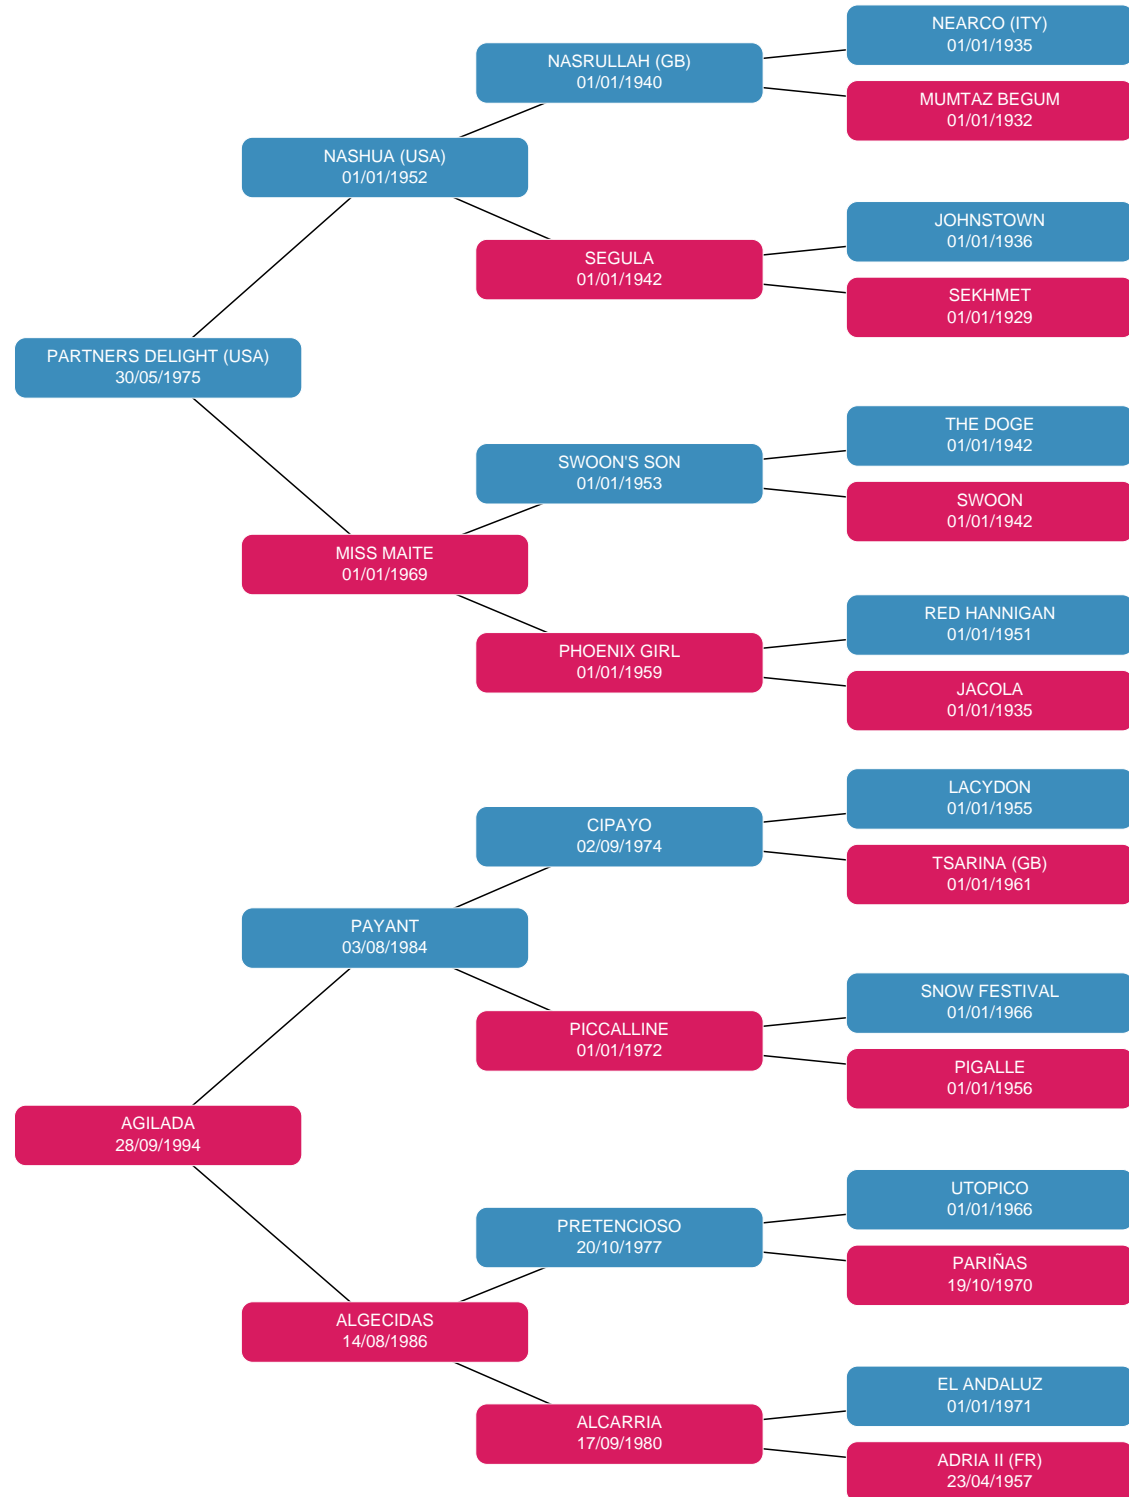 NEARCO (ITY)
01/01/1935
NASRULLAH (GB)
01/01/1940
MUMTAZ BEGUM
01/01/1932
NASHUA (USA)
01/01/1952
JOHNSTOWN
01/01/1936
SEGULA
01/01/1942
SEKHMET
01/01/1929
PARTNERS DELIGHT (USA)
30/05/1975
THE DOGE
01/01/1942
SWOON'S SON
01/01/1953
SWOON
01/01/1942
MISS MAITE
01/01/1969
RED HANNIGAN
01/01/1951
PHOENIX GIRL
01/01/1959
JACOLA
01/01/1935
LACYDON
01/01/1955
CIPAYO
02/09/1974
TSARINA (GB)
01/01/1961
PAYANT
03/08/1984
SNOW FESTIVAL
01/01/1966
PICCALLINE
01/01/1972
PIGALLE
01/01/1956
AGILADA
28/09/1994
UTOPICO
01/01/1966
PRETENCIOSO
20/10/1977
PARIÑAS
19/10/1970
ALGECIDAS
14/08/1986
EL ANDALUZ
01/01/1971
ALCARRIA
17/09/1980
ADRIA II (FR)
23/04/1957